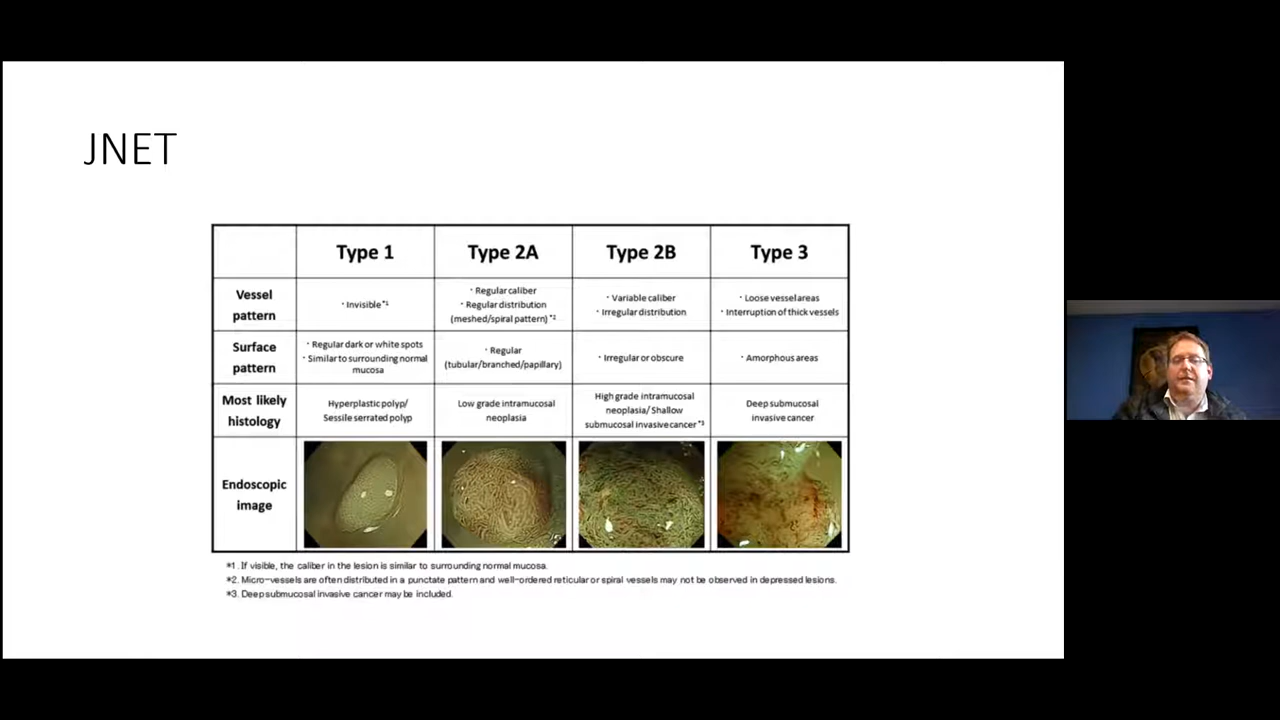 JNET
Type 1
Type 2A
Type 2B
Type 3
Vessel
pattern
・Invisible*1
・Regular caliber
・Regular distribution
(meshed/spiral pattern)*2
・Variable caliber
・Irregular distribution
・Loose vessel areas
・Interruption of thick vessels
Surface
pattern
・Regular dark or white spots
・Similar to surrounding normal
mucosa
・Regular
(tubular/branched/papillary)
・Irregular or obscure
・Amorphous areas
Most likely
histology
Hyperplastic polyp/
Sessile serrated polyp
Low grade intramucosal
neoplasia
High grade intramucosal
neoplasia/ Shallow
submucosal invasive cancer*3
Deep submucosal
invasive cancer
Endoscopic
image
*1. If visible, the caliber in the lesion is similar to surrounding normal mucosa.
*2. Micro-vessels are often distributed in a punctate pattern and well-ordered reticular or spiral vessels may not be observed in depressed lesions.
*3. Deep submucosal invasive cancer may be included.